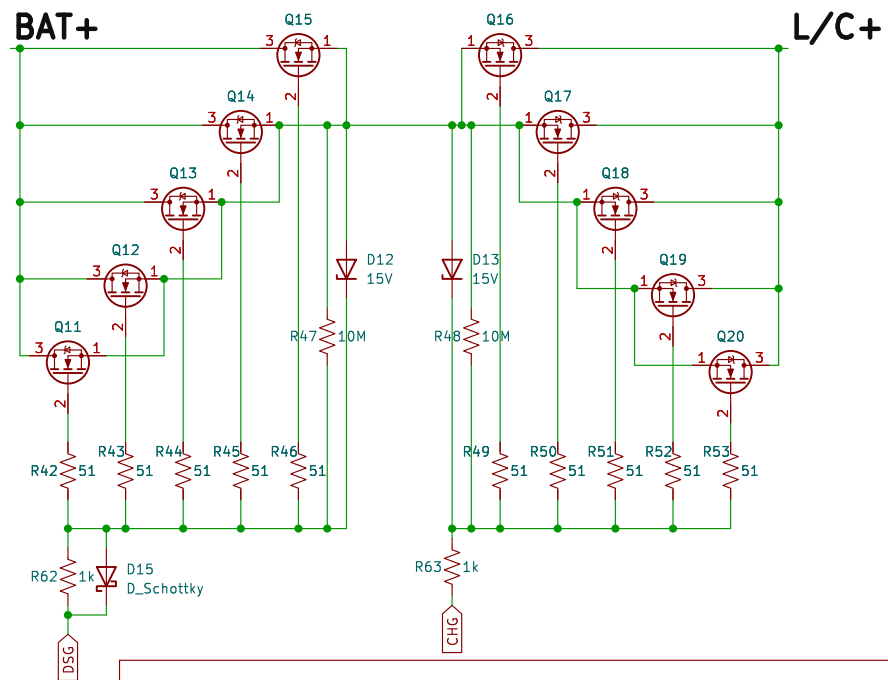 BAT+
Q15
Q16
L/C+
3
1
1
3
2
2
Q14
Q17
3
1
1
3
2
2
Q13
Q18
3
1
1
3
2
2
Q12
Q19
D12
15V
D13
15V
3
1
1
3
2
2
Q11
Q20
R47
10M
R48
10M
3
1
1
3
2
2
R42
51
R43
51
R44
51
R45
51
R46
51
R49
51
R50
51
R51
51
R52
51
R53
51
R62
1k
D15
D_Schottky
R63
1k
CHG
DSG